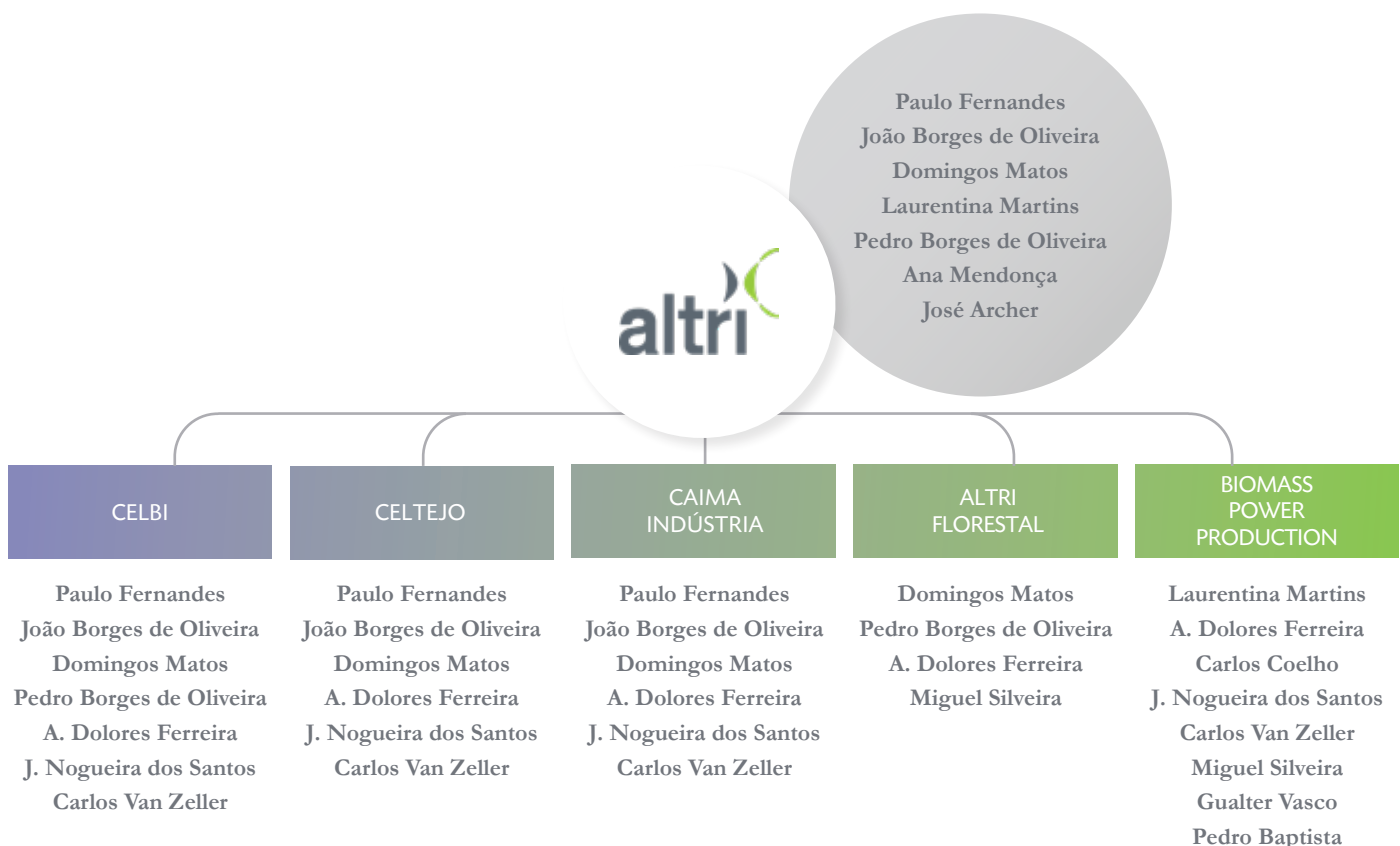 Paulo Fernandes
João Borges de Oliveira
Domingos Matos
Laurentina Martins
Pedro Borges de Oliveira
Ana Mendonça
José Archer
altri
CELBI
Paulo Fernandes
João Borges de Oliveira
Domingos Matos
Pedro Borges de Oliveira
A. Dolores Ferreira
J. Nogueira dos Santos
Carlos Van Zeller
CELTEJO
Paulo Fernandes
João Borges de Oliveira
Domingos Matos
A. Dolores Ferreira
J. Nogueira dos Santos
Carlos Van Zeller
CAIMA
INDÚSTRIA
Paulo Fernandes
João Borges de Oliveira
Domingos Matos
A. Dolores Ferreira
J. Nogueira dos Santos
Carlos Van Zeller
ALTRI
FLORESTAL
Domingos Matos
Pedro Borges de Oliveira
A. Dolores Ferreira
Miguel Silveira
BIOMASS
POWER
PRODUCTION
Laurentina Martins
A. Dolores Ferreira
Carlos Coelho
J. Nogueira dos Santos
Carlos Van Zeller
Miguel Silveira
Gualter Vasco
Pedro Baptista